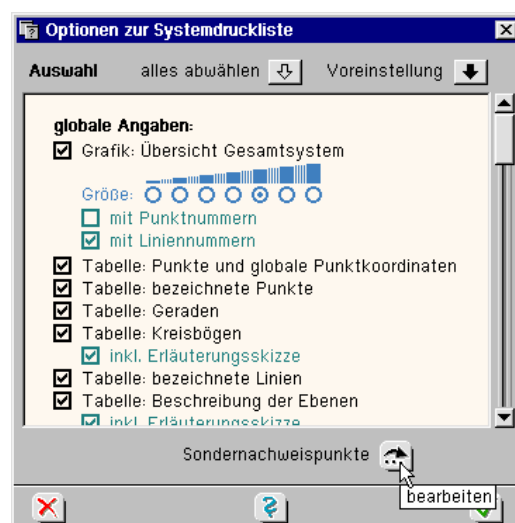 Optionen zur Systemdruckliste
Auswahl alles abwählen Voreinstellung
globale Angaben:
Grafik: Übersicht Gesamtsystem
Größe:
mit Punktnummern
mit Liniennummern
Tabelle: Punkte und globale Punktkoordinaten
Tabelle: bezeichnete Punkte
Tabelle: Geraden
Tabelle: Kreisbögen
inkl. Erläuterungsskizze
Tabelle: bezeichnete Linien
Tabelle: Beschreibung der Ebenen
inkl. Erläuterungsskizze
Sondernachweispunkte
bearbeiten